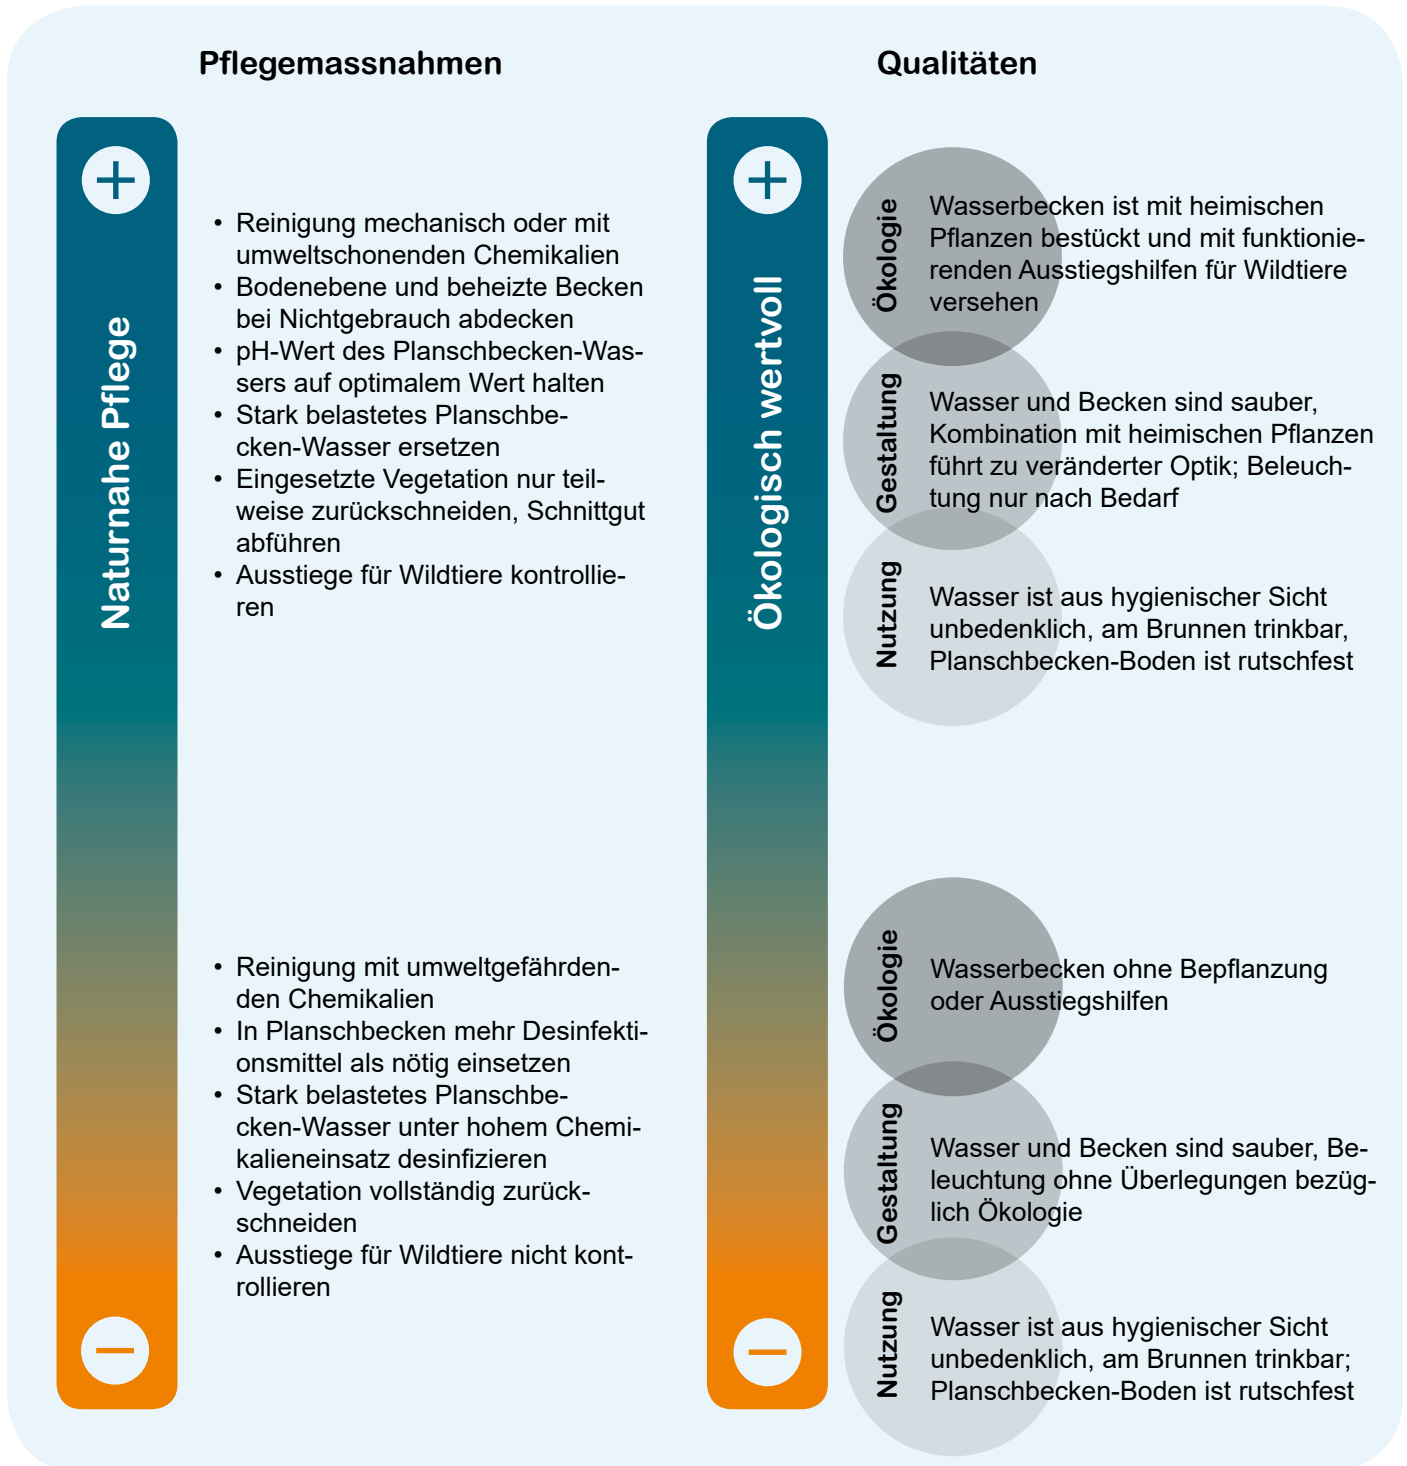 Pflegemassnahmen
Naturnahe Pflege
• Reinigung mechanisch oder mit
umweltschonenden Chemikalien
• Bodenebene und beheizte Becken
bei Nichtgebrauch abdecken
• pH-Wert des Planschbecken-Was-
sers auf optimalem Wert halten
• Stark belastetes Planschbe-
cken-Wasser ersetzen
• Eingesetzte Vegetation nur teil-
weise zurückschneiden, Schnittgut
abführen
• Ausstiege für Wildtiere kontrollie-
ren
• Reinigung mit umweltgefährden-
den Chemikalien
• In Planschbecken mehr Desinfekti-
onsmittel als nötig einsetzen
• Stark belastetes Planschbe-
cken-Wasser unter hohem Chemi-
kalieneinsatz desinfizieren
• Vegetation vollständig zurück-
schneiden
• Ausstiege für Wildtiere nicht kont-
rollieren
Qualitäten
Ökologisch wertvoll
Ökologie
Wasserbecken ist mit heimischen
Pflanzen bestückt und mit funktionie-
renden Ausstiegshilfen für Wildtiere
versehen
Gestaltung
Wasser und Becken sind sauber,
Kombination mit heimischen Pflanzen
führt zu veränderter Optik; Beleuch-
tung nur nach Bedarf
Nutzung
Wasser ist aus hygienischer Sicht
unbedenklich, am Brunnen trinkbar,
Planschbecken-Boden ist rutschfest
Ökologie
Wasserbecken ohne Bepflanzung
oder Ausstiegshilfen
Gestaltung
Wasser und Becken sind sauber, Be-
leuchtung ohne Überlegungen bezüg-
lich Ökologie
Nutzung
Wasser ist aus hygienischer Sicht
unbedenklich, am Brunnen trinkbar;
Planschbecken-Boden ist rutschfest